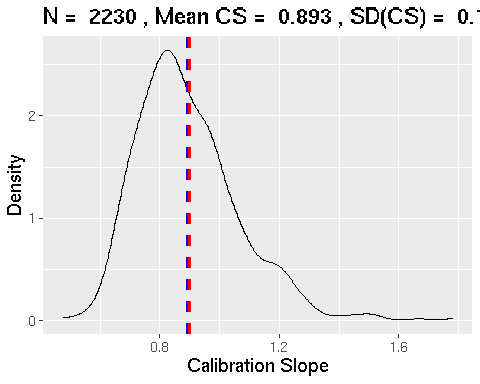 N = 2230 , Mean CS = 0.893 , SD(CS) = 0.
2
1
0
Density
0.8 1.2 1.6
Calibration Slope